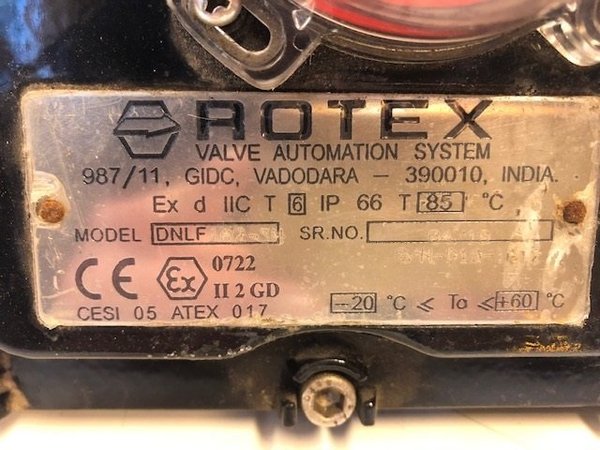 ROTEX
VALVE AUTOMATION SYSTEM
987/11, GIDC, VADODARA – 390010, INDIA.
Ex d IIC T 6 IP 66 T 85 °C
MODEL DNLF SR.NO.
CE Ex 0722
II 2 GD
CESI 05 ATEX 017
-20 °C ≤ Ta ≤ +60 °C